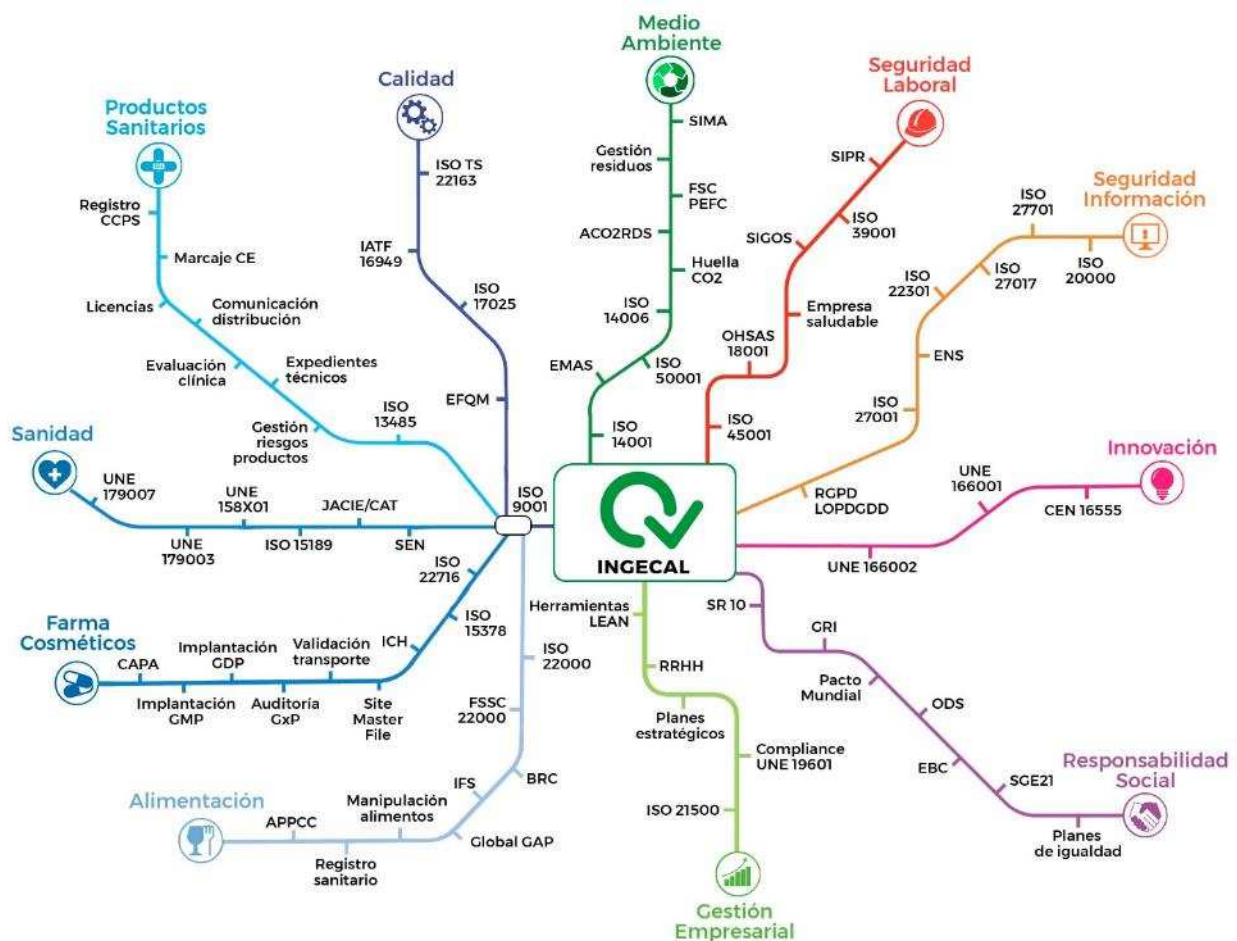 Medio
Ambiente
SIMA
Gestión
residuos
FSC
PEFC
ACO2RDS
Huella
CO2
ISO
14006
ISO
50001
EMAS
ISO
14001
Calidad
ISO TS
22163
IATF
16949
ISO
17025
EFQM
ISO
9001
Productos
Sanitarios
Registro
CCPS
Marcaje CE
Licencias
Comunicación
distribución
Evaluación
clínica
Expedientes
técnicos
Gestión
riesgos
productos
ISO
13485
Seguridad
Laboral
SIPR
ISO
39001
SIGOS
Empresa
saludable
OHSAS
18001
ISO
45001
Seguridad
Información
ISO
27701
ISO
20000
ISO
27017
ISO
22301
ENS
ISO
27001
RGPD
LOPDGDD
Sanidad
UNE
179007
UNE
179003
UNE
158X01
ISO 15189
JACIE/CAT
SEN
INGECAL
Innovación
UNE
166001
CEN 16555
UNE 166002
Farma
Cosméticos
CAPA
Implantación
GMP
Implantación
GDP
Auditoría
GxP
Validación
transporte
Site
Master
File
ICH
ISO
15378
ISO
22716
Alimentación
APPCC
Registro
sanitario
Manipulación
alimentos
Global GAP
IFS
BRC
FSSC
22000
ISO
22000
Herramientas
LEAN
RRHH
Planes
estratégicos
Compliance
UNE 19601
ISO 21500
Gestión
Empresarial
SR 10
GRI
Pacto
Mundial
ODS
EBC
SGE21
Planes
de igualdad
Responsabilidad
Social